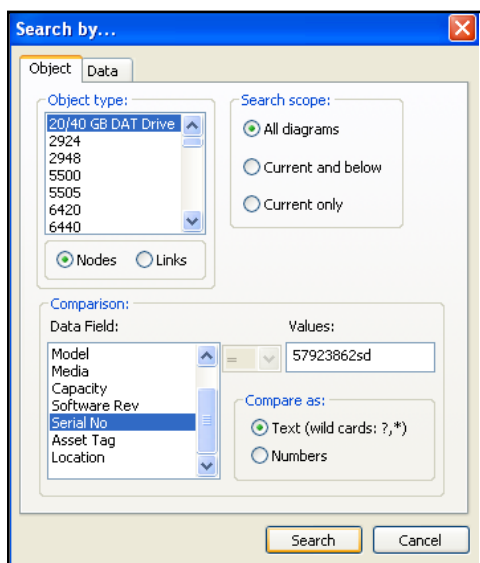 Search by...
Object Data
Object type:
20/40 GB DAT Drive
2924
2948
5500
5505
6420
6440
Nodes Links
Search scope:
All diagrams
Current and below
Current only
Comparison:
Data Field:
Model
Media
Capacity
Software Rev
Serial No
Asset Tag
Location
=
Values:
57923862sd
Compare as:
Text (wild cards: ?,*)
Numbers
Search Cancel